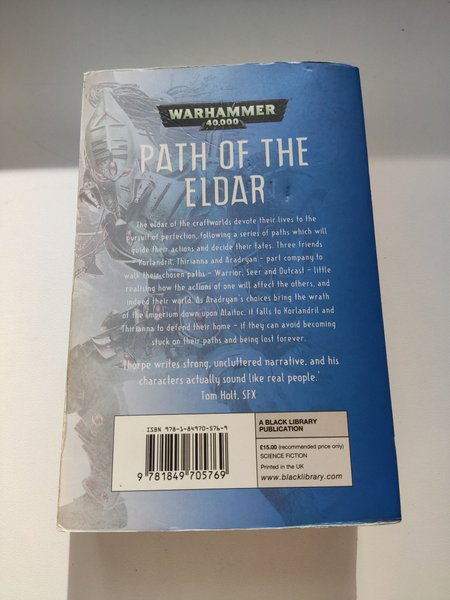 WARHAMMER
40,000
PATH OF THE
ELDAR
The eldar of the craftworlds devote their lives to the
pursuit of perfection, following a series of paths which will
guide their actions and decide their fates. Three friends
– Korlandril, Thirianna and Aradryan – part company to
walk their chosen paths – Warrior, Seer and Outcast – little
realising how the actions of one will affect the others, and
indeed their world. As Aradryan's choices bring the wrath
of the Imperium down upon Alaitoc, it falls to Korlandril and
Thirianna to defend their home – if they can avoid becoming
stuck on their paths and being lost forever.
'Thorpe writes strong, uncluttered narrative, and his
characters actually sound like real people.'
Tom Holt, SFX
ISBN 978-1-84970-576-9
9 781849 705769
A BLACK LIBRARY
PUBLICATION
£15.00 (recommended price only)
SCIENCE FICTION
Printed in the UK
www.blacklibrary.com